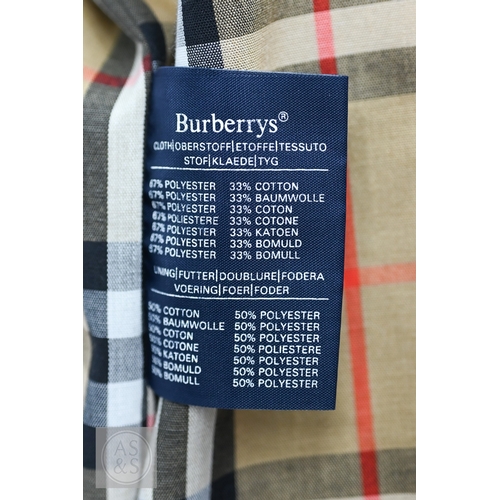 Burberrys®
CLOTH|OBERSTOFF|ETOFFE|TESSUTO
STOF|KLAEDE|TYG
67% POLYESTER 33% COTTON
67% POLYESTER 33% BAUMWOLLE
67% POLYESTER 33% COTON
67% POLIESTERE 33% COTONE
67% POLYESTER 33% KATOEN
67% POLYESTER 33% BOMULD
67% POLYESTER 33% BOMULL
LINING|FUTTER|DOUBLURE|FODERA
VOERING|FOER|FODER
50% COTTON 50% POLYESTER
50% BAUMWOLLE 50% POLYESTER
50% COTON 50% POLYESTER
50% COTONE 50% POLIESTERE
50% KATOEN 50% POLYESTER
50% BOMULD 50% POLYESTER
50% BOMULL 50% POLYESTER
AS
&S